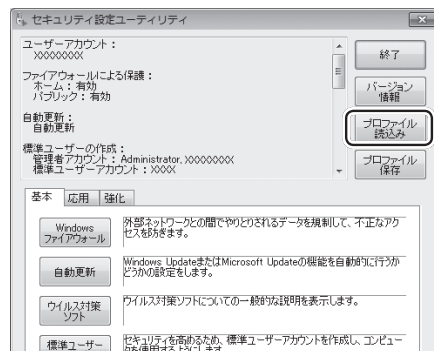 セキュリティ設定ユーティリティ
ユーザーアカウント：
XXXXXXXX
ファイアウォールによる保護：
ホーム：有効
パブリック：有効
自動更新：
自動更新
標準ユーザーの作成：
管理者アカウント：Administrator, XXXXXXXX
標準ユーザーアカウント：XXXX
終了
バージョン
情報
プロファイル
読込み
プロファイル
保存
基本 応用 強化
Windows
ファイアウォール
外部ネットワークとの間でやりとりされるデータを規制して、不正なアク
セスを防ぎます。
自動更新
Windows UpdateまたはMicrosoft Updateの機能を自動的に行うか
どうかの設定をします。
ウイルス対策
ソフト
ウイルス対策ソフトについての一般的な説明を表示します。
標準ユーザー
セキュリティを高めるため、標準ユーザーアカウントを作成し、コンピュー
タを使用するようにします。